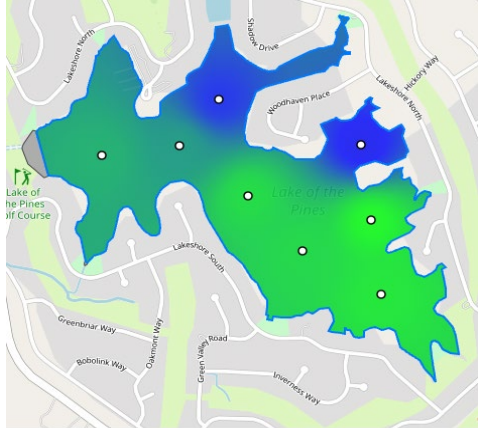 Shadow Drive
Lakeshore North
Hickory Way
Lakeshore North
Woodhaven Place
Lake of
the Pines
Golf Course
Lake of the
Pines
Lakeshore South
Greenbriar Way
Bobolink Way
Oakmont Way
Green Valley Road
Inverness Way